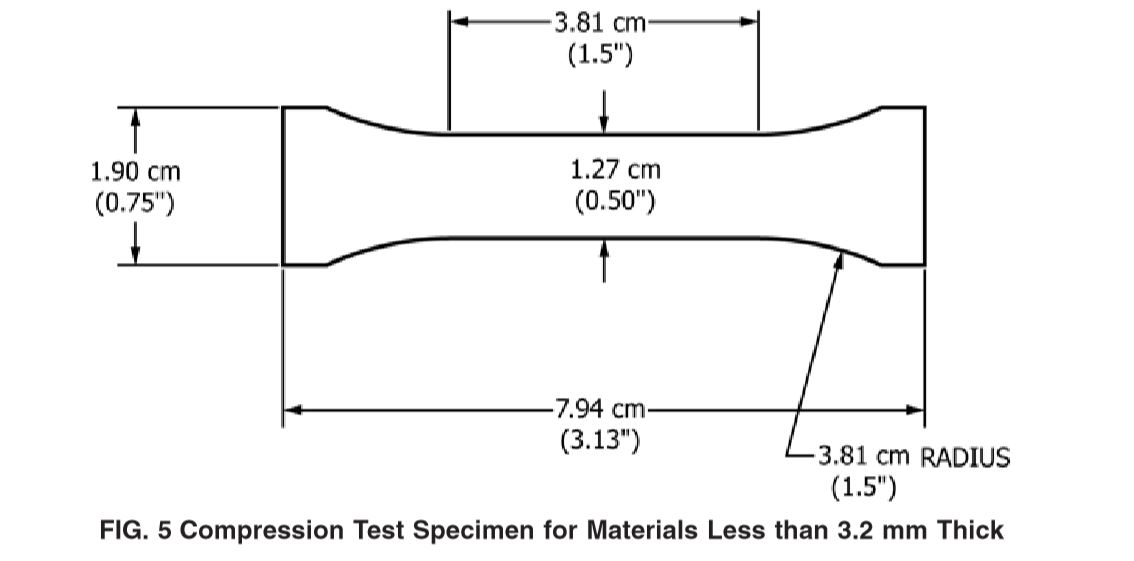 3.81 cm
(1.5")
1.27 cm
(0.50")
1.90 cm
(0.75")
7.94 cm
(3.13")
3.81 cm RADIUS
(1.5")
FIG. 5 Compression Test Specimen for Materials Less than 3.2 mm Thick